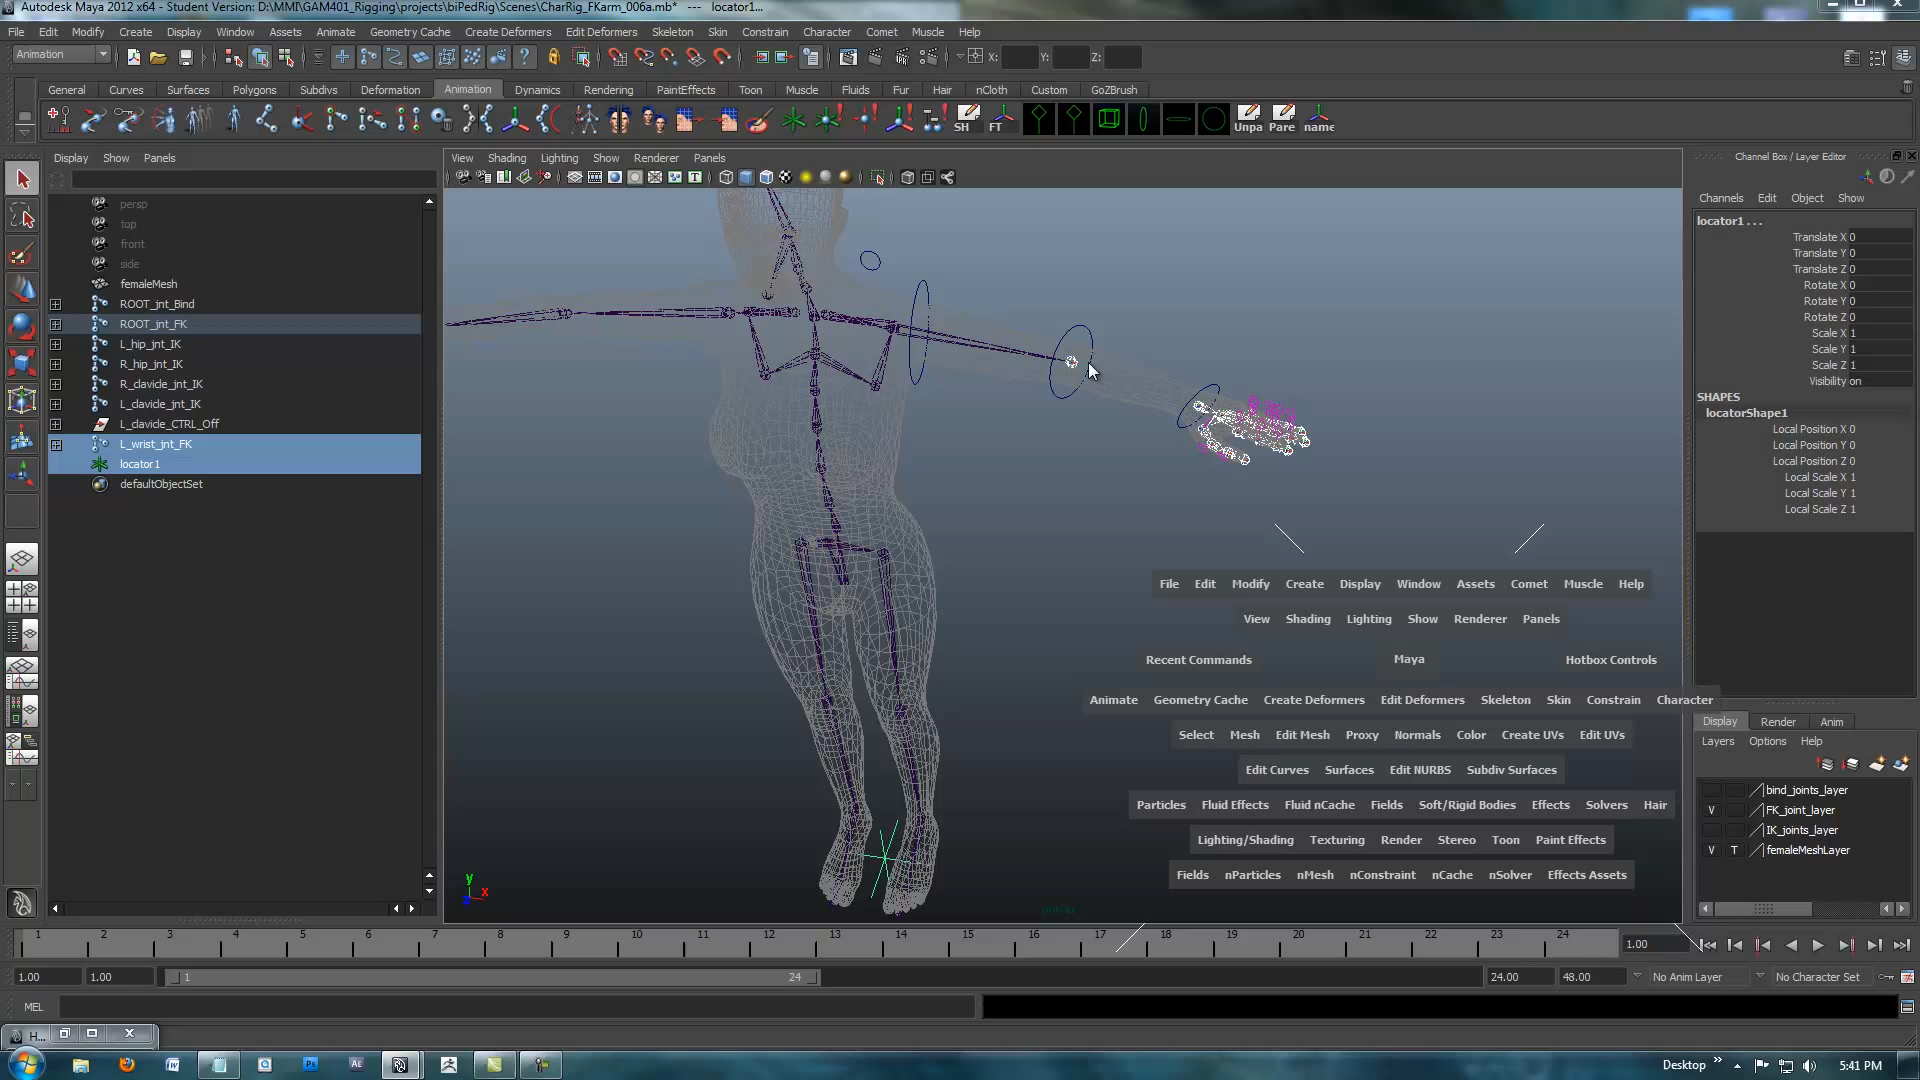 Autodesk Maya 2012 x64 - Student Version: D:\MMI\GAM401_Rigging\projects\biPedRig\Scenes\CharRig_FKarm_006a.mb* --- locator1...
File Edit Modify Create Display Window Assets Animate Geometry Cache Create Deformers Edit Deformers Skeleton Skin Constrain Character Comet Muscle Help
Animation X: Y: Z:
General Curves Surfaces Polygons Subdivs Deformation Animation Dynamics Rendering PaintEffects Toon Muscle Fluids Fur Hair nCloth Custom GoZBrush
SH FT Unpa Pare name
Display Show Panels
View Shading Lighting Show Renderer Panels
Channel Box / Layer Editor
Channels Edit Object Show
persp
top
front
side
femaleMesh
ROOT_jnt_Bind
ROOT_jnt_FK
L_hip_jnt_IK
R_hip_jnt_IK
R_clavicle_jnt_IK
L_clavicle_jnt_IK
L_clavicle_CTRL_Off
L_wrist_jnt_FK
locator1
defaultObjectSet
locator1 . . .
Translate X 0
Translate Y 0
Translate Z 0
Rotate X 0
Rotate Y 0
Rotate Z 0
Scale X 1
Scale Y 1
Scale Z 1
Visibility on
SHAPES
locatorShape1
Local Position X 0
Local Position Y 0
Local Position Z 0
Local Scale X 1
Local Scale Y 1
Local Scale Z 1
File Edit Modify Create Display Window Assets Comet Muscle Help
View Shading Lighting Show Renderer Panels
Recent Commands Maya Hotbox Controls
Animate Geometry Cache Create Deformers Edit Deformers Skeleton Skin Constrain Character
Select Mesh Edit Mesh Proxy Normals Color Create UVs Edit UVs
Edit Curves Surfaces Edit NURBS Subdiv Surfaces
Particles Fluid Effects Fluid nCache Fields Soft/Rigid Bodies Effects Solvers Hair
Lighting/Shading Texturing Render Stereo Toon Paint Effects
Fields nParticles nMesh nConstraint nCache nSolver Effects Assets
y
x
z
persp
Display Render Anim
Layers Options Help
bind_joints_layer
V FK_joint_layer
IK_joints_layer
V T femaleMeshLayer
1 2 3 4 5 6 7 8 9 10 11 12 13 14 15 16 17 18 19 20 21 22 23 24 1.00
1.00 1.00 1 24 24.00 48.00 No Anim Layer No Character Set
MEL
H...
W Ps Ae
Desktop 5:41 PM